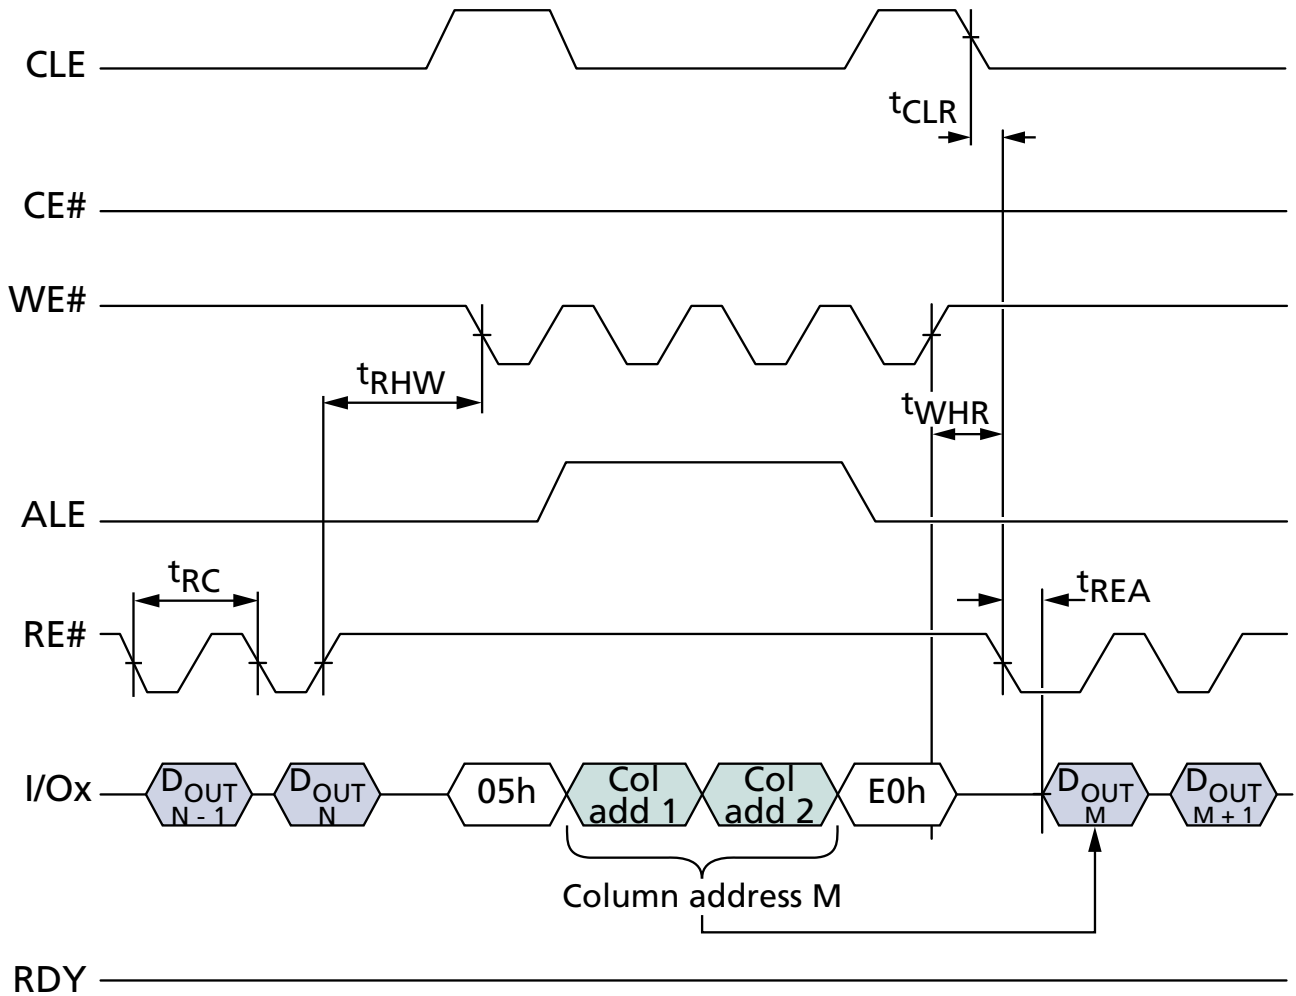 CLE
tCLR
CE#
WE#
tRHW
tWHR
ALE
tRC
tREA
RE#
I/Ox
DOUT
N - 1
DOUT
N
05h
Col
add 1
Col
add 2
E0h
DOUT
M
DOUT
M + 1
Column address M
RDY